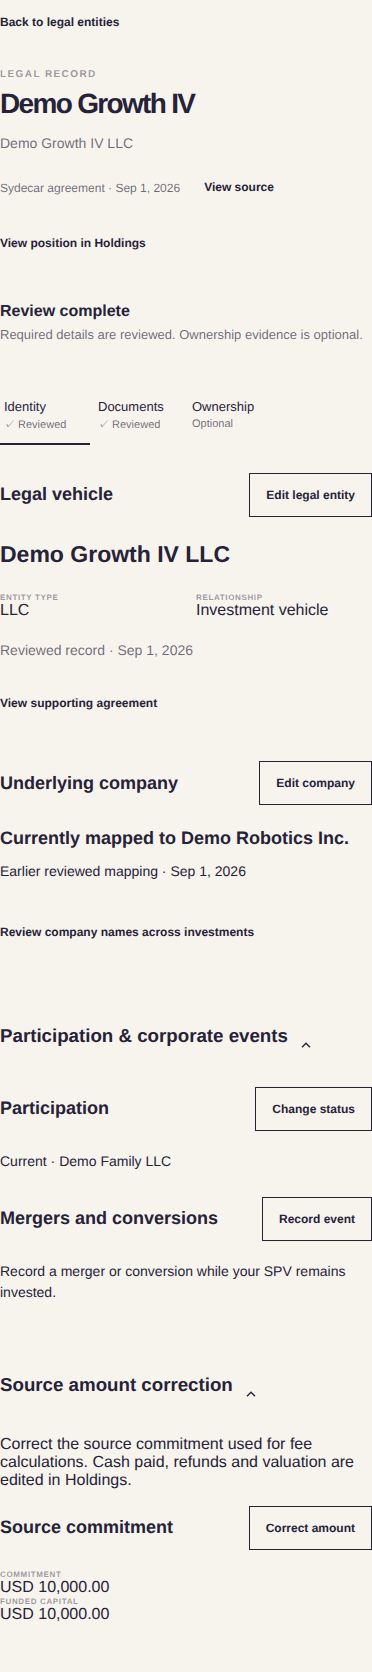 Back to legal entities
LEGAL RECORD
Demo Growth IV
Demo Growth IV LLC
Sydecar agreement · Sep 1, 2026 View source
View position in Holdings
Review complete
Required details are reviewed. Ownership evidence is optional.
Identity Documents Ownership
✓ Reviewed ✓ Reviewed Optional
Legal vehicle Edit legal entity
Demo Growth IV LLC
ENTITY TYPE RELATIONSHIP
LLC Investment vehicle
Reviewed record · Sep 1, 2026
View supporting agreement
Underlying company Edit company
Currently mapped to Demo Robotics Inc.
Earlier reviewed mapping · Sep 1, 2026
Review company names across investments
Participation & corporate events
Participation Change status
Current · Demo Family LLC
Mergers and conversions Record event
Record a merger or conversion while your SPV remains
invested.
Source amount correction
Correct the source commitment used for fee
calculations. Cash paid, refunds and valuation are
edited in Holdings.
Source commitment Correct amount
COMMITMENT
USD 10,000.00
FUNDED CAPITAL
USD 10,000.00